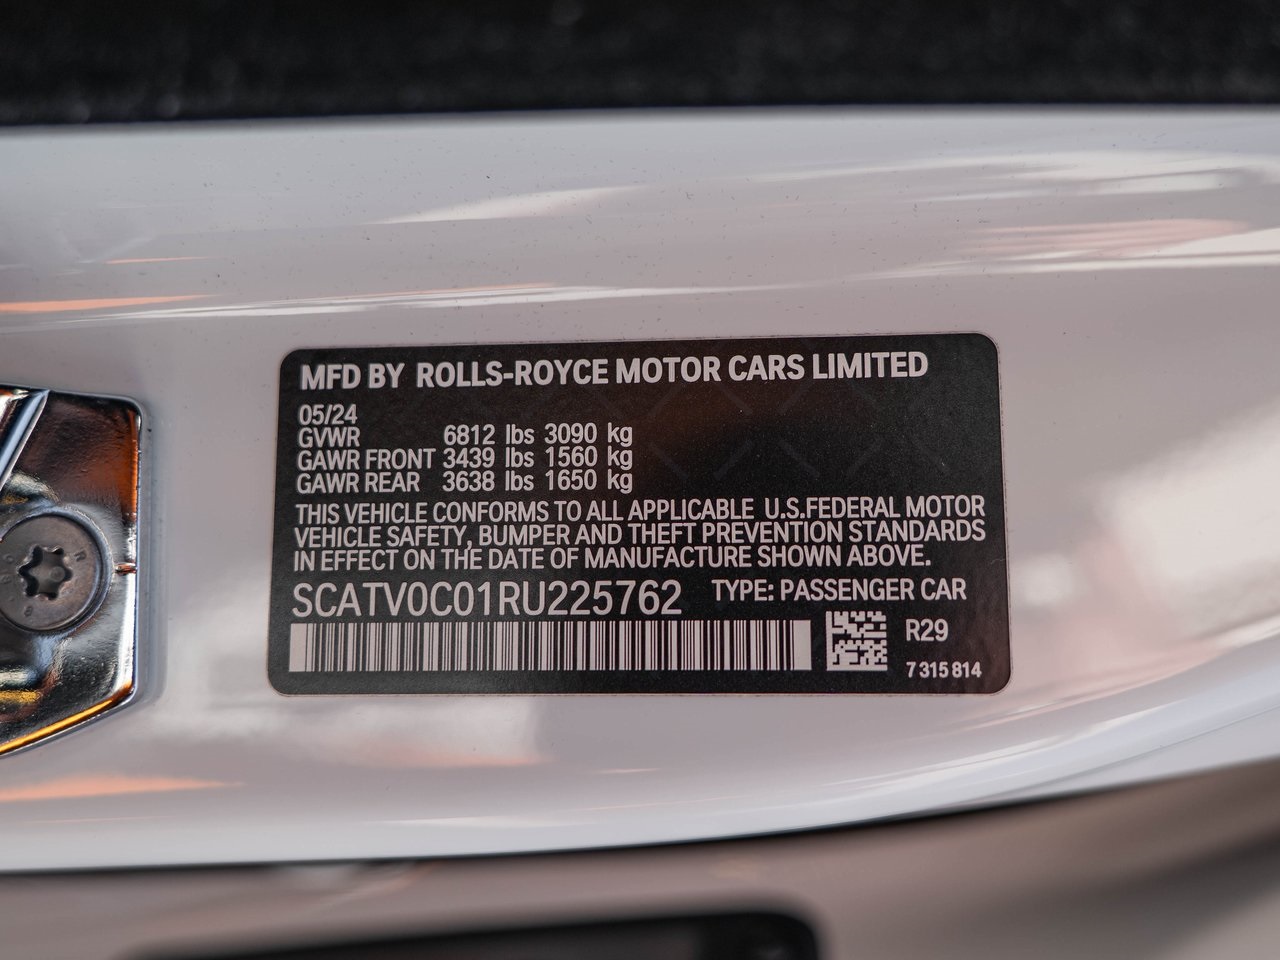 MFD BY ROLLS-ROYCE MOTOR CARS LIMITED
05/24
GVWR 6812 lbs 3090 kg
GAWR FRONT 3439 lbs 1560 kg
GAWR REAR 3638 lbs 1650 kg
THIS VEHICLE CONFORMS TO ALL APPLICABLE U.S.FEDERAL MOTOR
VEHICLE SAFETY, BUMPER AND THEFT PREVENTION STANDARDS
IN EFFECT ON THE DATE OF MANUFACTURE SHOWN ABOVE.
SCATV0C01RU225762 TYPE: PASSENGER CAR
R29
7 315 814